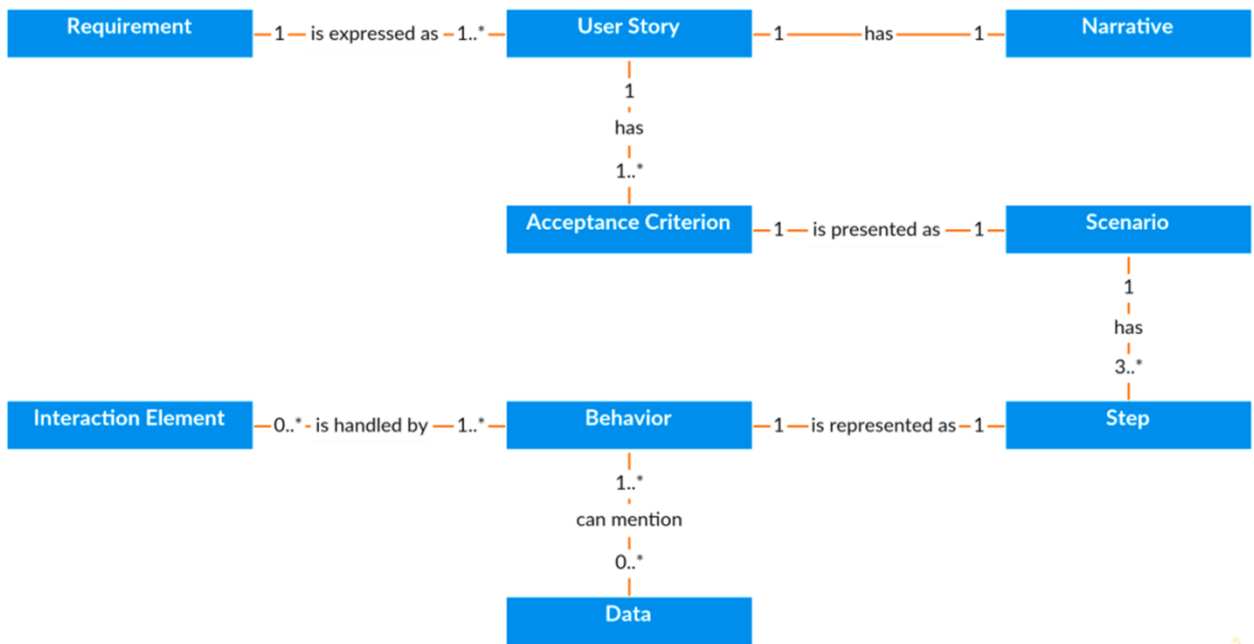 Requirement 1 is expressed as 1..* User Story 1 has 1 Narrative
1
has
1..*
Acceptance Criterion 1 is presented as 1 Scenario
1
has
3..*
Interaction Element 0..* is handled by 1..* Behavior 1 is represented as 1 Step
1..*
can mention
0..*
Data